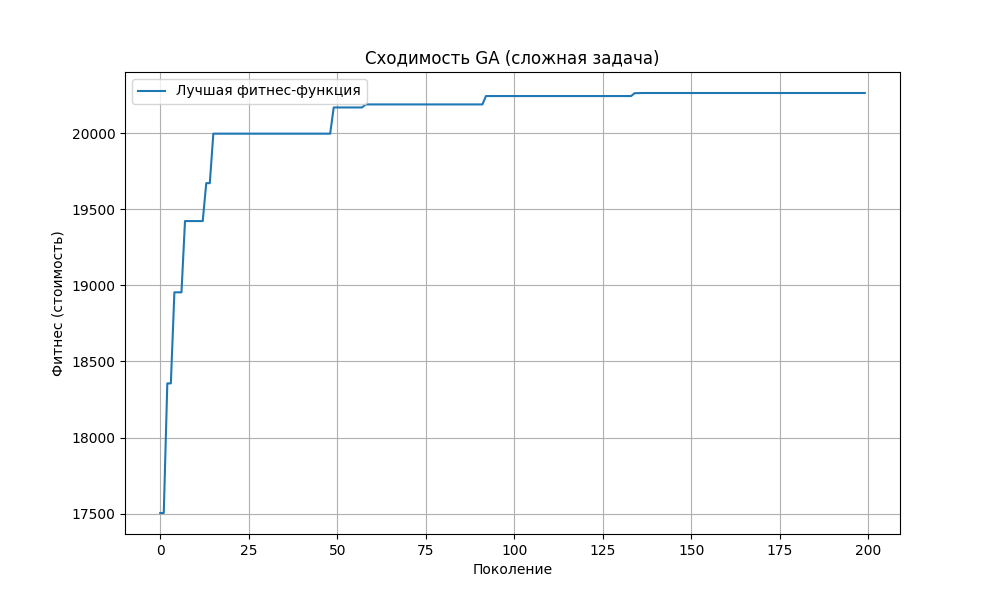 Сходимость GA (сложная задача)
Лучшая фитнес-функция
Фитнес (стоимость)
20000
19500
19000
18500
18000
17500
0 25 50 75 100 125 150 175 200
Поколение